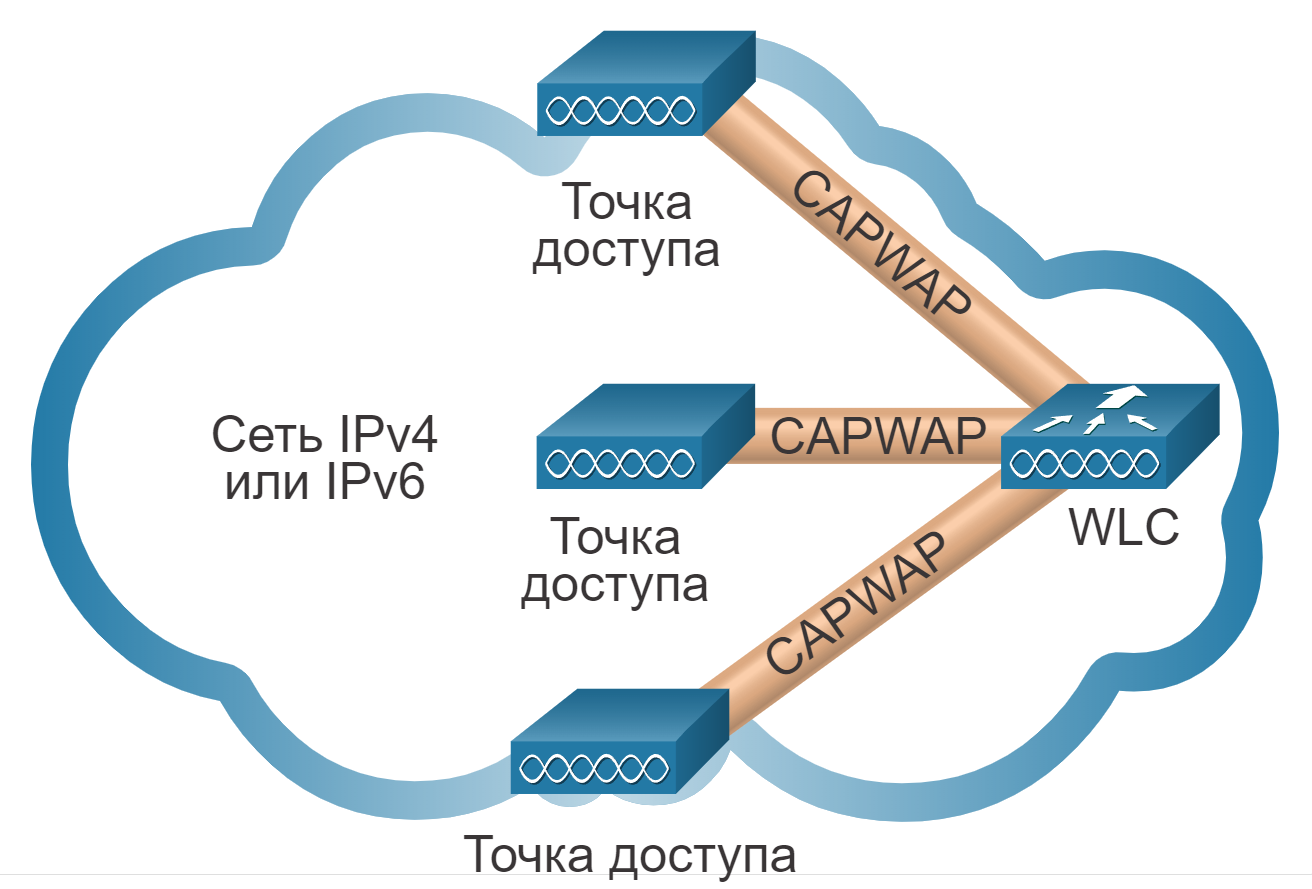 CAPWAP
Точка
доступа
Сеть IPv4
или IPv6
CAPWAP
WLC
Точка
доступа
CAPWAP
Точка доступа